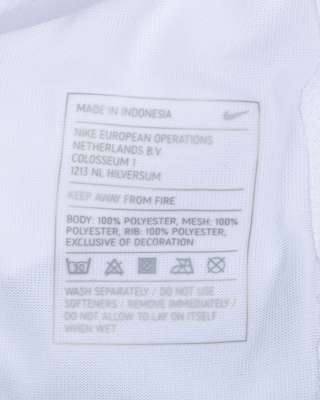 MADE IN INDONESIA
NIKE EUROPEAN OPERATIONS
NETHERLANDS B.V.
COLOSSEUM 1
1213 NL HILVERSUM
KEEP AWAY FROM FIRE
BODY: 100% POLYESTER, MESH: 100%
POLYESTER, RIB: 100% POLYESTER,
EXCLUSIVE OF DECORATION
30
WASH SEPARATELY / DO NOT USE
SOFTENERS / REMOVE IMMEDIATELY /
DO NOT ALLOW TO LAY ON ITSELF
WHEN WET